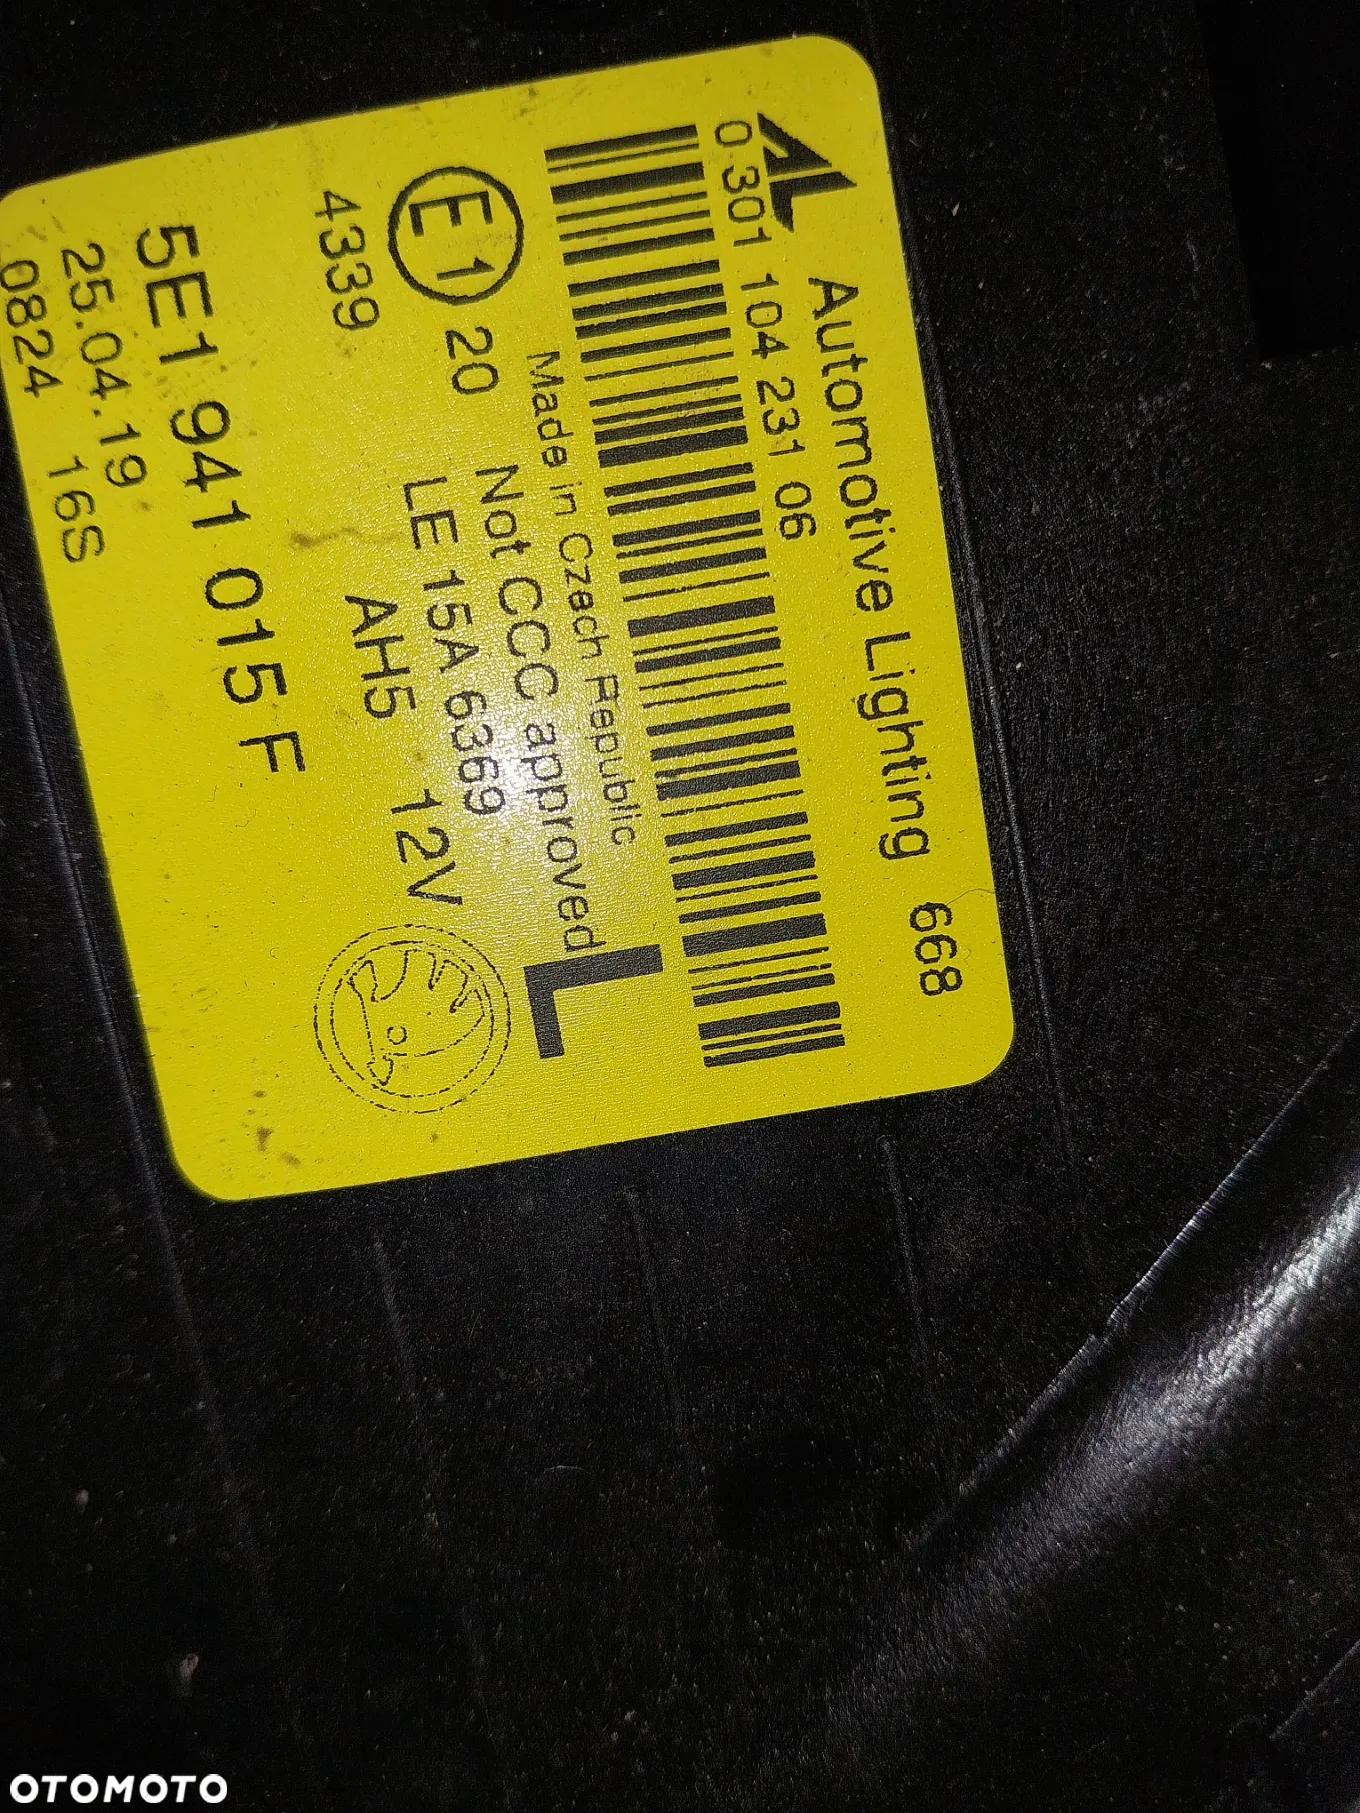 AL Automotive Lighting 668
0 301 104 231 06
Made in Czech Republic
E1 20 Not CCC approved L
LE 15A 6369
4339 AH5 12V
5E1 941 015 F
25.04.19
0824 16S
OTOMOTO